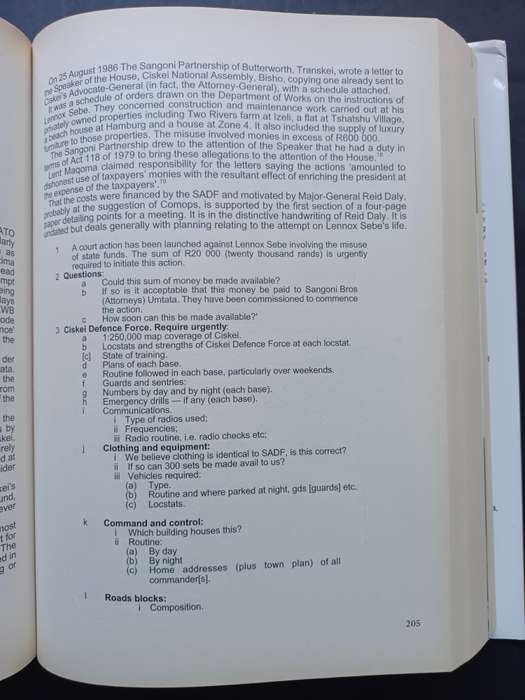 On 25 August 1986 The Sangoni Partnership of Butterworth, Transkei, wrote a letter to
the Speaker of the House, Ciskei National Assembly, Bisho, copying one already sent to
Ciskei's Advocate-General (in fact, the Attorney-General), with a schedule attached.
It was a schedule of orders drawn on the Department of Works on the instructions of
Lennox Sebe. They concerned construction and maintenance work carried out at his
privately owned properties including Two Rivers farm at Izeli, a flat at Tshatshu Village,
a beach house at Hamburg and a house at Zone 4. It also included the supply of luxury
furniture to those properties. The misuse involved monies in excess of R600 000.
The Sangoni Partnership drew to the attention of the Speaker that he had a duty in
terms of Act 118 of 1979 to bring these allegations to the attention of the House.
Lent Maqoma claimed responsibility for the letters saying the actions 'amounted to
dishonest use of taxpayers' monies with the resultant effect of enriching the president at
the expense of the taxpayers'.
That the costs were financed by the SADF and motivated by Major-General Reid Daly,
probably at the suggestion of Comops, is supported by the first section of a four-page
paper detailing points for a meeting. It is in the distinctive handwriting of Reid Daly. It is
undated but deals generally with planning relating to the attempt on Lennox Sebe's life.
1 A court action has been launched against Lennox Sebe involving the misuse
of state funds. The sum of R20 000 (twenty thousand rands) is urgently
required to initiate this action.
2 Questions:
a Could this sum of money be made available?
b If so is it acceptable that this money be paid to Sangoni Bros
(Attorneys) Umtata. They have been commissioned to commence
the action.
c How soon can this be made available?'
3 Ciskei Defence Force. Require urgently:
a 1:250,000 map coverage of Ciskei.
b Locstats and strengths of Ciskei Defence Force at each locstat.
[c] State of training.
d Plans of each base.
e Routine followed in each base, particularly over weekends.
f Guards and sentries:
g Numbers by day and night (each base).
h Emergency drills — if any (each base).
i Communications.
i Type of radios used;
ii Frequencies;
iii Radio routine, i.e. radio checks etc;
j Clothing and equipment:
i We believe clothing is identical to SADF, is this correct?
ii If so can 300 sets be made avail to us?
iii Vehicles required:
(a) Type.
(b) Routine and where parked at night, gds [guards] etc.
(c) Locstats.
k Command and control:
i Which building houses this?
ii Routine:
(a) By day
(b) By night
(c) Home addresses (plus town plan) of all
commander[s].
l Roads blocks:
i Composition.
205